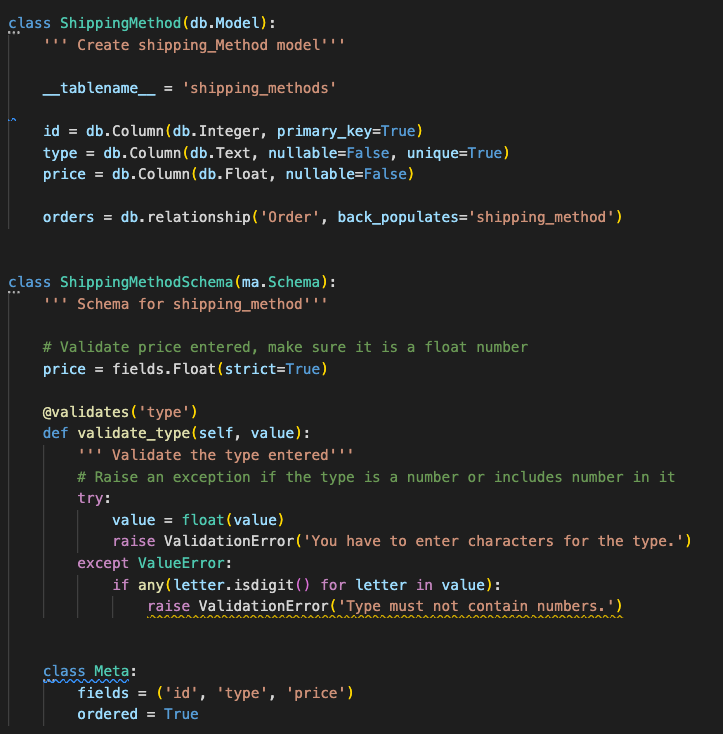 class ShippingMethod(db.Model):
    ''' Create shipping_Method model'''
    __tablename__ = 'shipping_methods'
    id = db.Column(db.Integer, primary_key=True)
    type = db.Column(db.Text, nullable=False, unique=True)
    price = db.Column(db.Float, nullable=False)
    orders = db.relationship('Order', back_populates='shipping_method')
class ShippingMethodSchema(ma.Schema):
    ''' Schema for shipping_method'''
    # Validate price entered, make sure it is a float number
    price = fields.Float(strict=True)
    @validates('type')
    def validate_type(self, value):
        ''' Validate the type entered'''
        # Raise an exception if the type is a number or includes number in it
        try:
            value = float(value)
            raise ValidationError('You have to enter characters for the type.')
        except ValueError:
            if any(letter.isdigit() for letter in value):
                raise ValidationError('Type must not contain numbers.')
    class Meta:
        fields = ('id', 'type', 'price')
        ordered = True